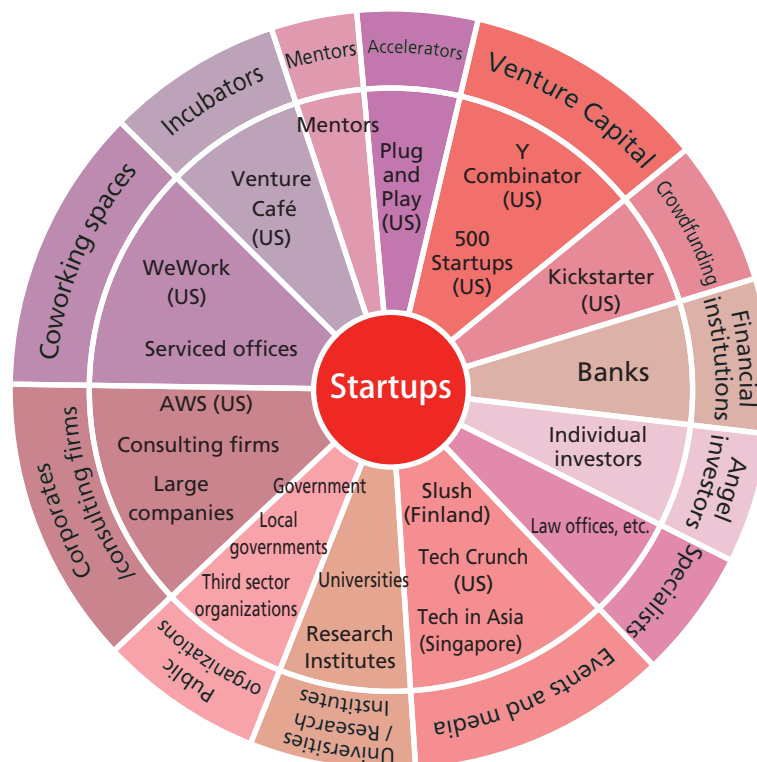 Startups
Mentors
Mentors
Accelerators
Plug
and
Play
(US)
Venture Capital
Y
Combinator
(US)
500
Startups
(US)
Crowdfunding
Kickstarter
(US)
Financial
institutions
Banks
Angel
investors
Individual
investors
Specialists
Law offices, etc.
Events and media
Slush
(Finland)
Tech Crunch
(US)
Tech in Asia
(Singapore)
Universities
/ Research
Institutes
Universities
Research
Institutes
Public
organizations
Government
Local
governments
Third sector
organizations
Corporates
/consulting firms
AWS (US)
Consulting firms
Large
companies
Coworking spaces
WeWork
(US)
Serviced offices
Incubators
Venture
Café
(US)